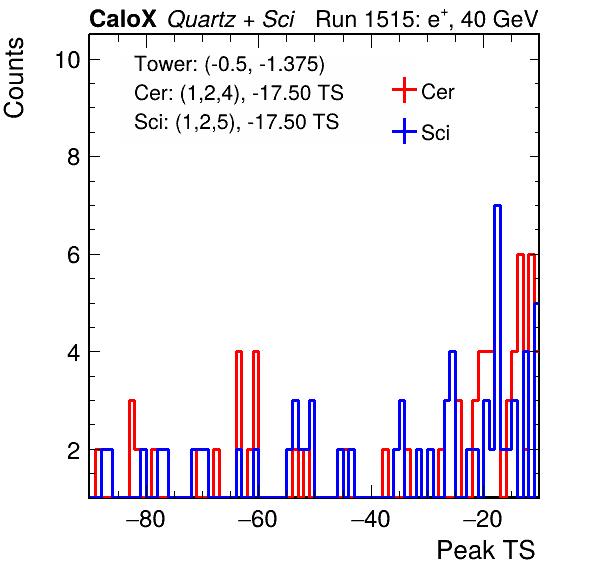 CaloX Quartz + Sci Run 1515: e+, 40 GeV
Counts
Tower: (-0.5, -1.375)
Cer: (1,2,4), -17.50 TS
Sci: (1,2,5), -17.50 TS
Cer
Sci
10
8
6
4
2
−80 −60 −40 −20
Peak TS